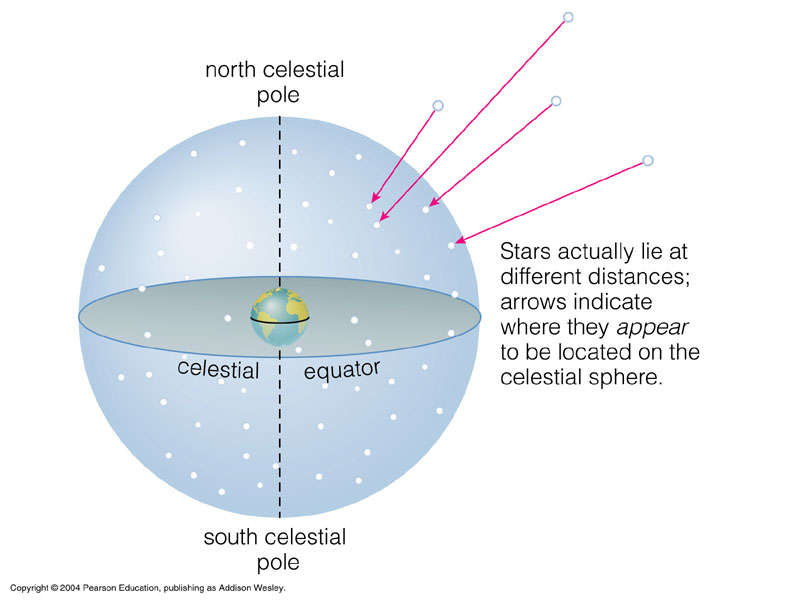 north celestial
pole
Stars actually lie at
different distances;
arrows indicate
where they appear
to be located on the
celestial sphere.
celestial equator
south celestial
pole
Copyright © 2004 Pearson Education, publishing as Addison Wesley.